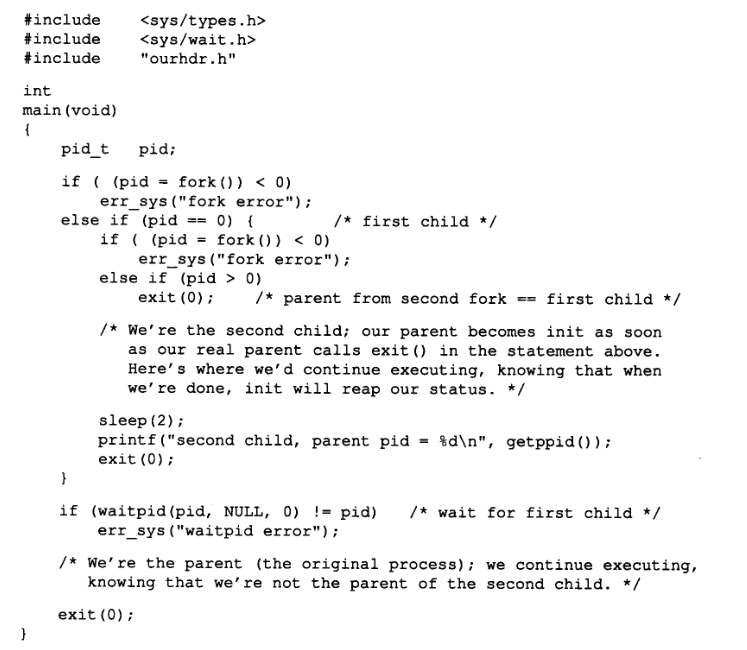 #include    <sys/types.h>
#include    <sys/wait.h>
#include    "ourhdr.h"
int
main(void)
{
    pid_t   pid;
    if ( (pid = fork()) < 0)
        err_sys("fork error");
    else if (pid == 0) {        /* first child */
        if ( (pid = fork()) < 0)
            err_sys("fork error");
        else if (pid > 0)
            exit(0);    /* parent from second fork == first child */
        /* We're the second child; our parent becomes init as soon
           as our real parent calls exit() in the statement above.
           Here's where we'd continue executing, knowing that when
           we're done, init will reap our status. */
        sleep(2);
        printf("second child, parent pid = %d\n", getppid());
        exit(0);
    }
    if (waitpid(pid, NULL, 0) != pid)   /* wait for first child */
        err_sys("waitpid error");
    /* We're the parent (the original process); we continue executing,
       knowing that we're not the parent of the second child. */
    exit(0);
}